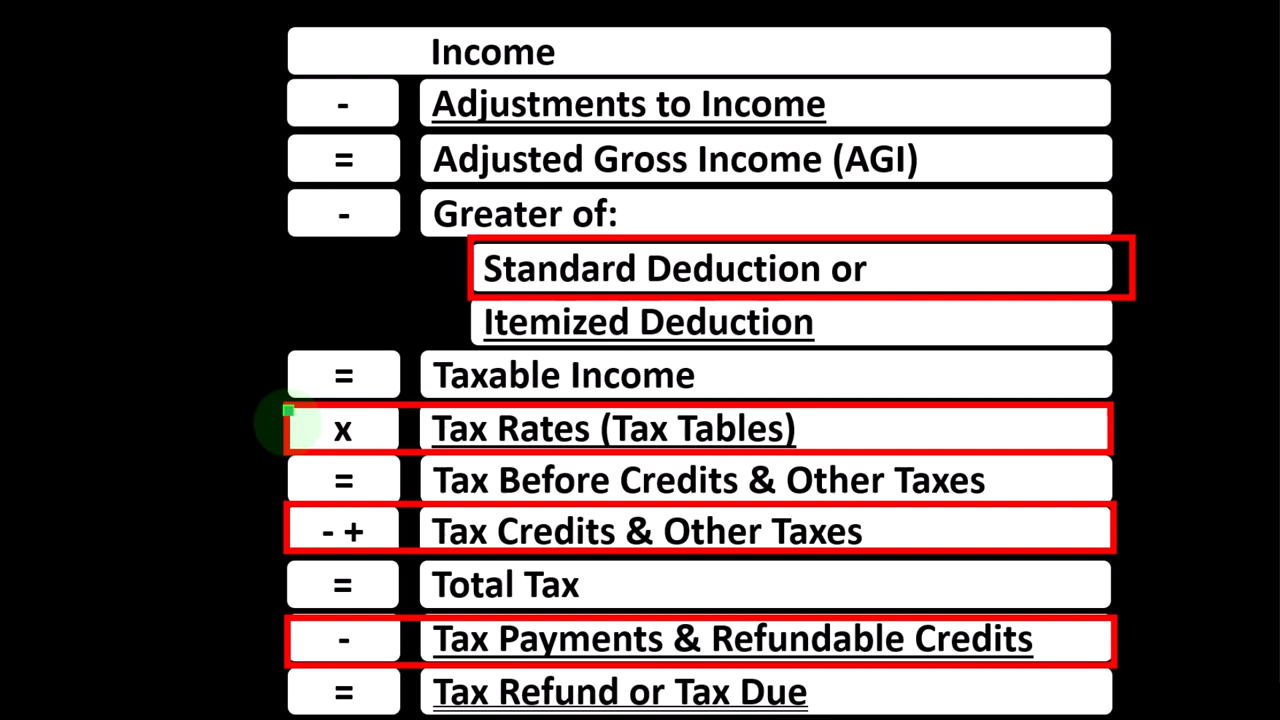 Income
- Adjustments to Income
= Adjusted Gross Income (AGI)
- Greater of:
Standard Deduction or
Itemized Deduction
= Taxable Income
x Tax Rates (Tax Tables)
= Tax Before Credits & Other Taxes
- + Tax Credits & Other Taxes
= Total Tax
- Tax Payments & Refundable Credits
= Tax Refund or Tax Due